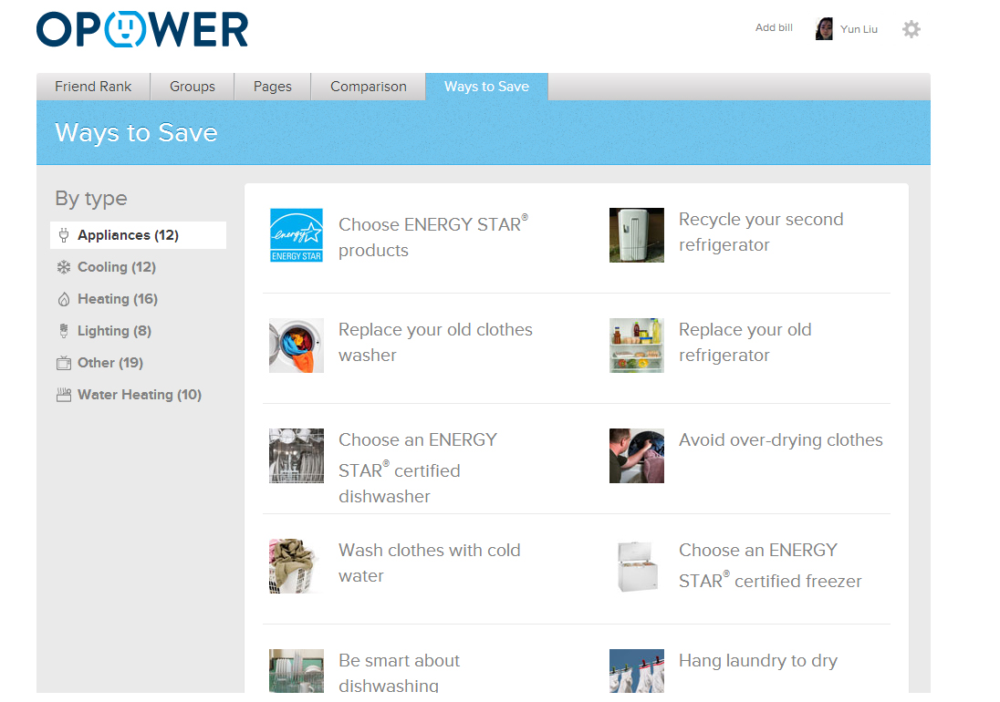 OPOWER
Add bill
Yun Liu
Friend Rank
Groups
Pages
Comparison
Ways to Save
Ways to Save
By type
Appliances (12)
Cooling (12)
Heating (16)
Lighting (8)
Other (19)
Water Heating (10)
energy
ENERGY STAR
Choose ENERGY STAR®
products
Recycle your second
refrigerator
Replace your old clothes
washer
Replace your old
refrigerator
Choose an ENERGY
STAR® certified
dishwasher
Avoid over-drying clothes
Wash clothes with cold
water
Choose an ENERGY
STAR® certified freezer
Be smart about
dishwashing
Hang laundry to dry